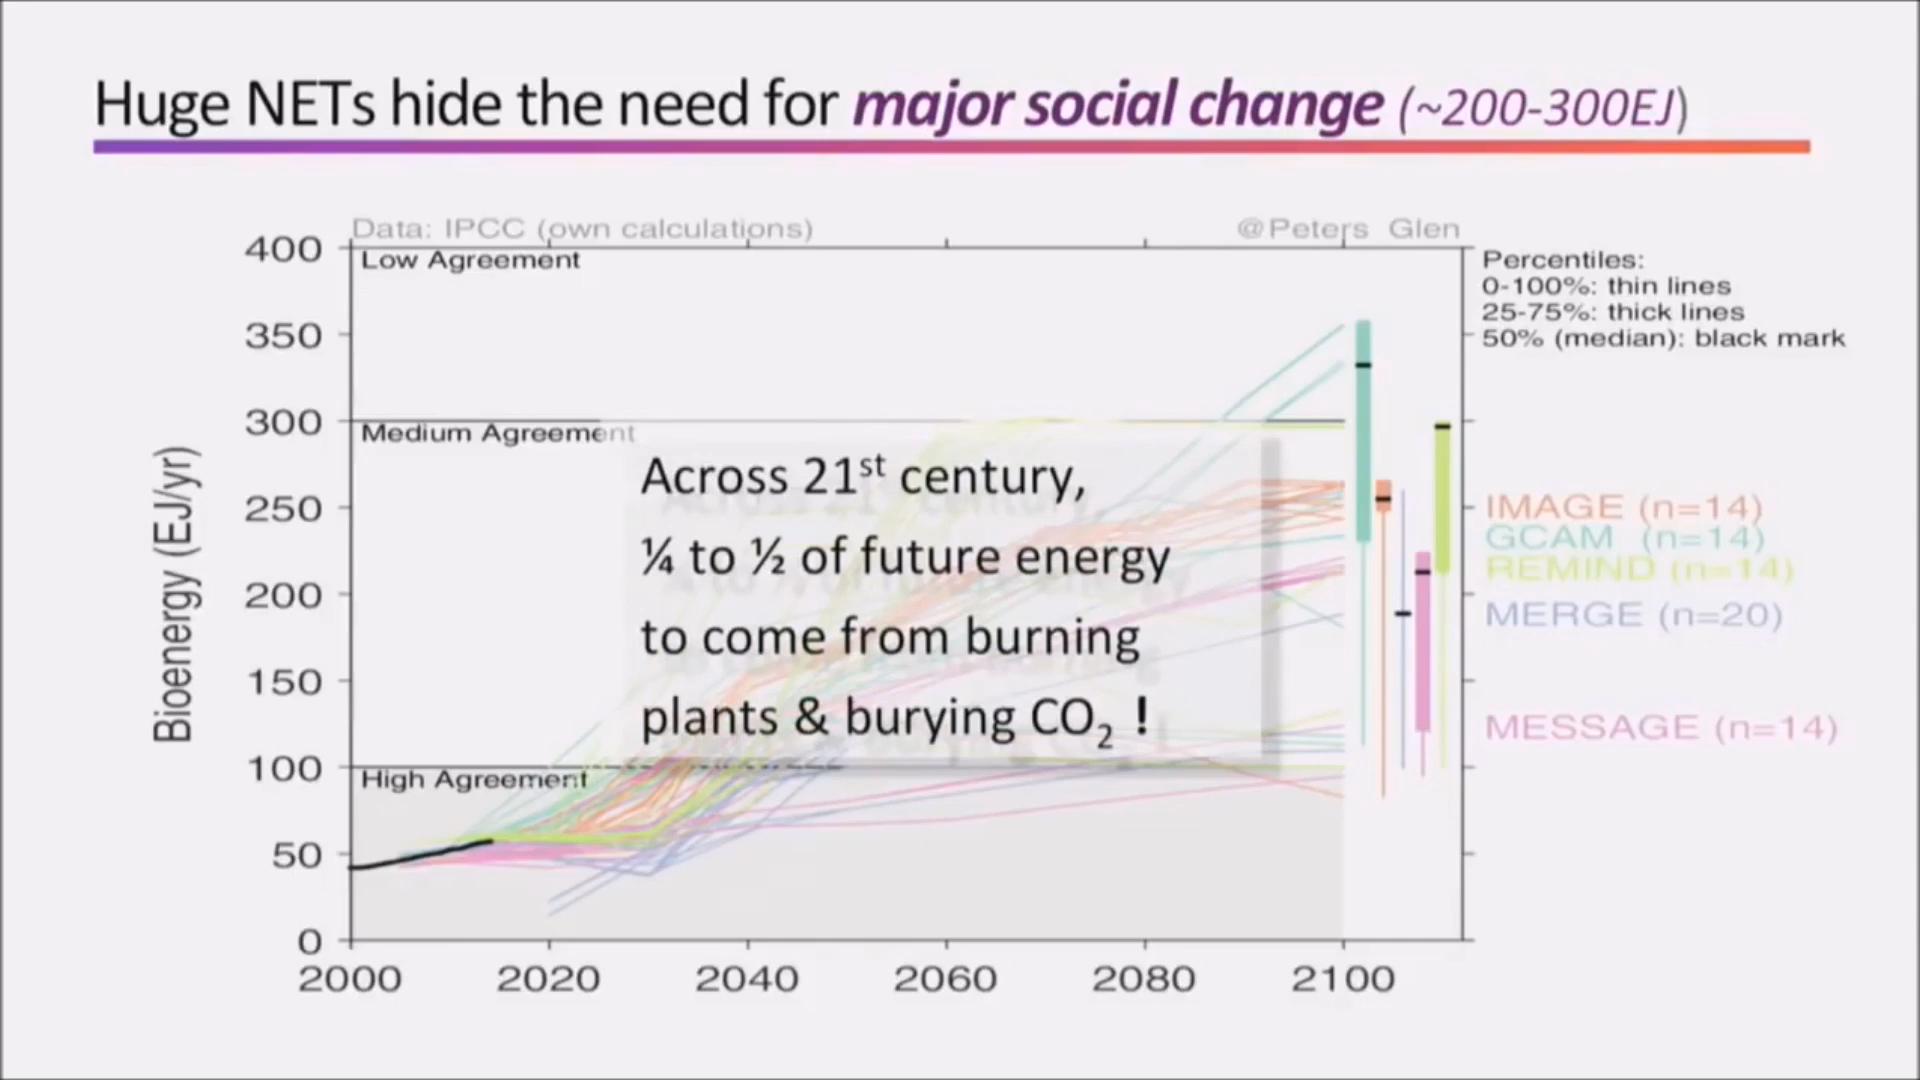 Huge NETs hide the need for major social change (~200-300EJ)
Data: IPCC (own calculations)
@Peters Glen
400
350
300
250
200
150
100
50
0
Bioenergy (EJ/yr)
Low Agreement
Medium Agreement
High Agreement
Across 21st century,
¼ to ½ of future energy
to come from burning
plants & burying CO₂ !
2000
2020
2040
2060
2080
2100
Percentiles:
0-100%: thin lines
25-75%: thick lines
50% (median): black mark
IMAGE (n=14)
GCAM (n=14)
REMIND (n=14)
MERGE (n=20)
MESSAGE (n=14)